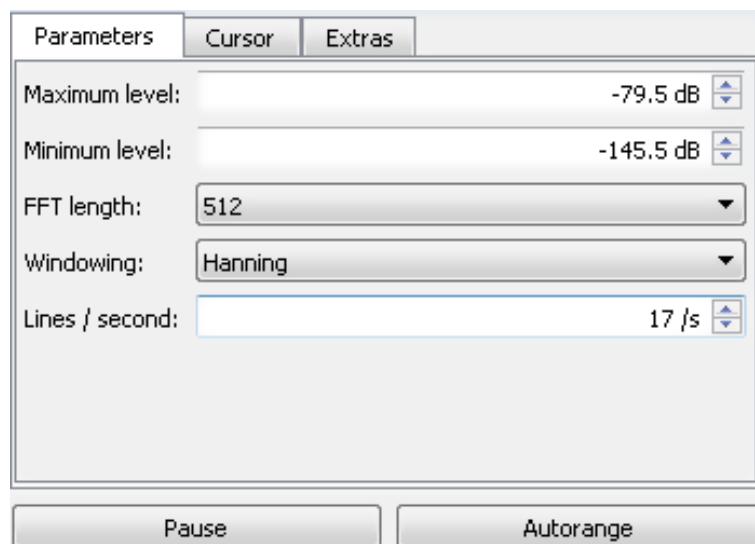 Parameters Cursor Extras
Maximum level: -79.5 dB
Minimum level: -145.5 dB
FFT length: 512
Windowing: Hanning
Lines / second: 17 /s
Pause Autorange